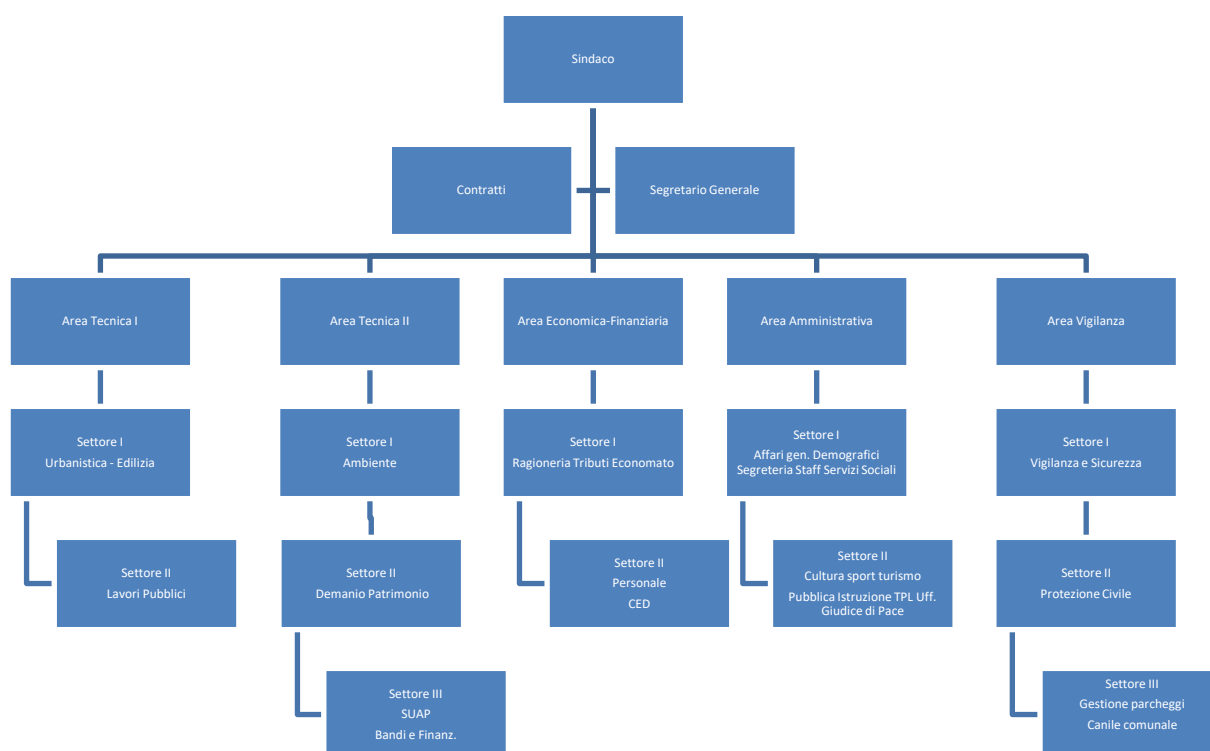 Sindaco
Contratti
Segretario Generale
Area Tecnica I
Area Tecnica II
Area Economica-Finanziaria
Area Amministrativa
Area Vigilanza
Settore I
Urbanistica - Edilizia
Settore I
Ambiente
Settore I
Ragioneria Tributi Economato
Settore I
Affari gen. Demografici
Segreteria Staff Servizi Sociali
Settore I
Vigilanza e Sicurezza
Settore II
Lavori Pubblici
Settore II
Demanio Patrimonio
Settore II
Personale
CED
Settore II
Cultura sport turismo
Pubblica Istruzione TPL Uff.
Giudice di Pace
Settore II
Protezione Civile
Settore III
SUAP
Bandi e Finanz.
Settore III
Gestione parcheggi
Canile comunale